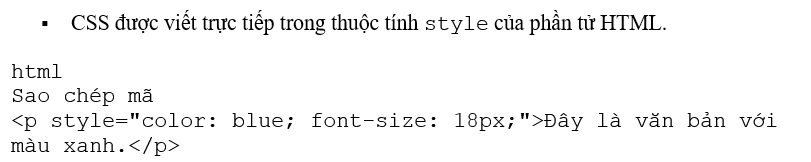 ▪ CSS được viết trực tiếp trong thuộc tính style của phần tử HTML.
html
Sao chép mã
<p style="color: blue; font-size: 18px;">Đây là văn bản với
màu xanh.</p>